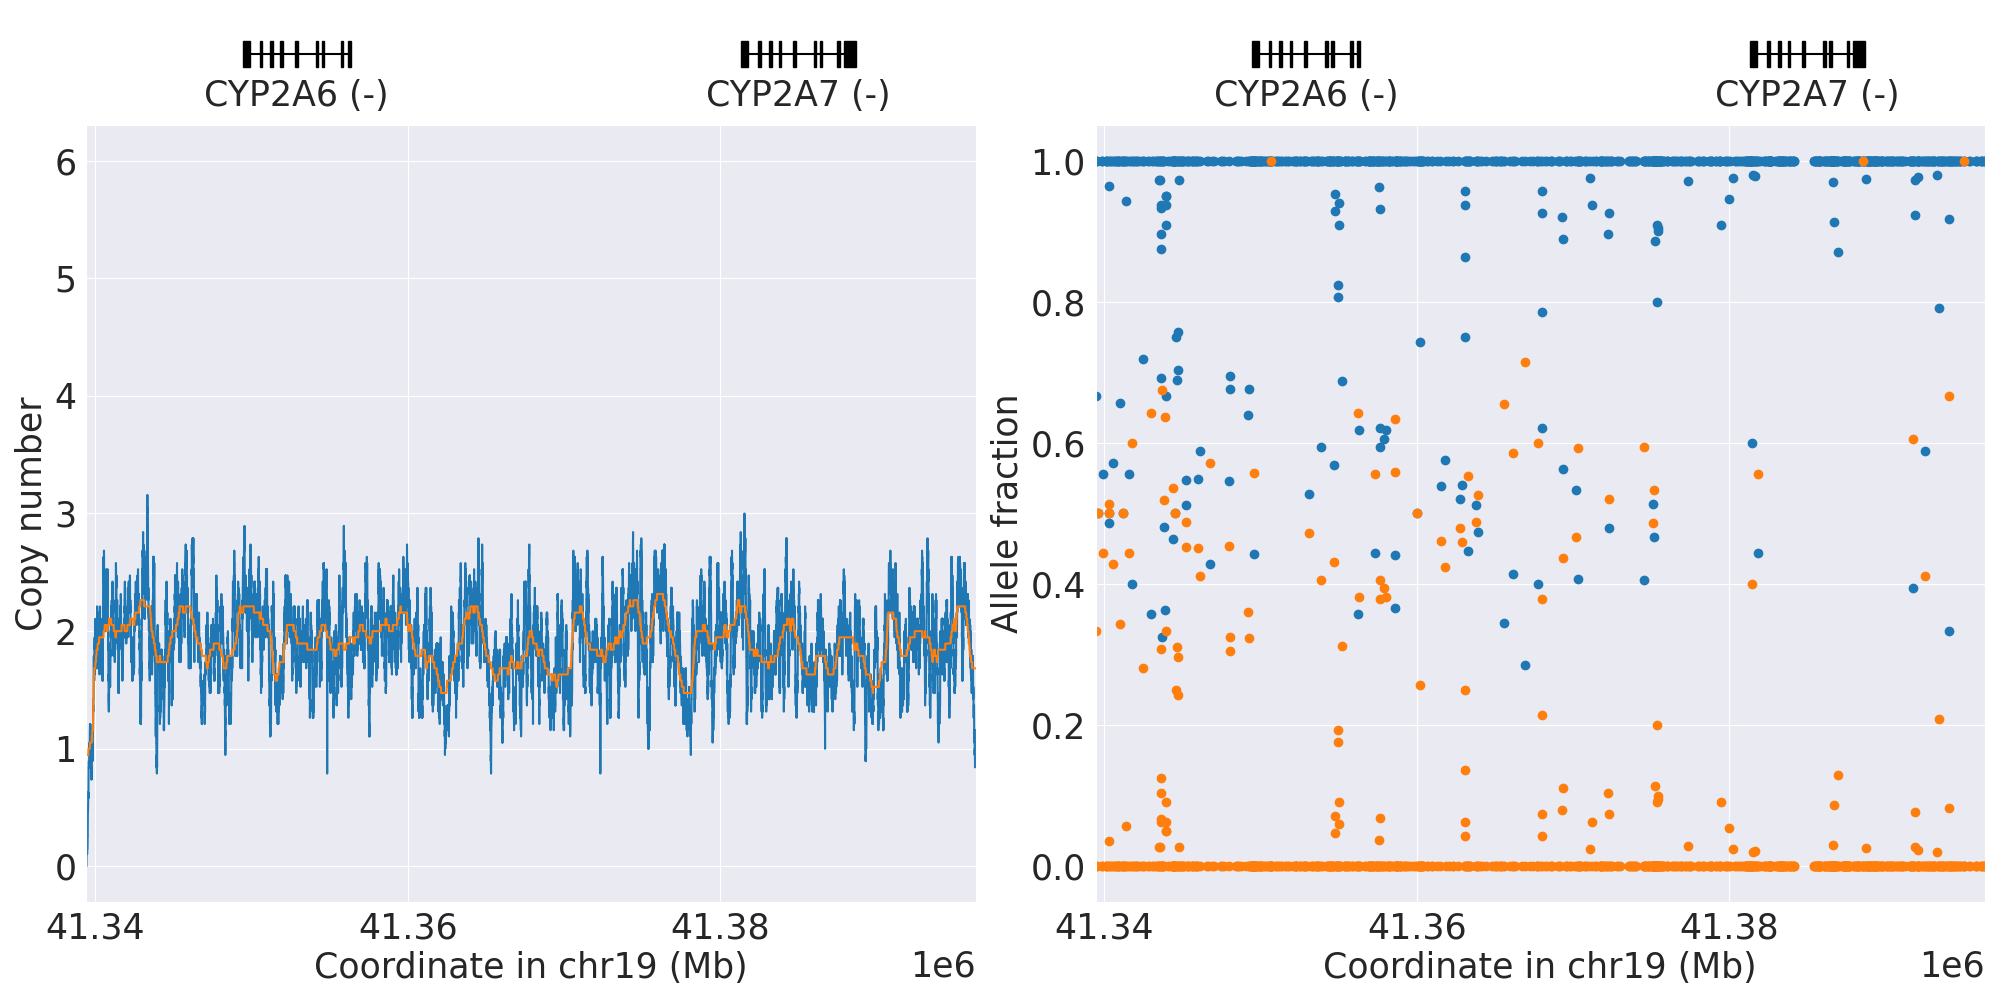 CYP2A6 (-)
CYP2A7 (-)
6
5
4
3
2
1
0
Copy number
41.34
41.36
41.38
Coordinate in chr19 (Mb)
1e6
CYP2A6 (-)
CYP2A7 (-)
1.0
0.8
0.6
0.4
0.2
0.0
Allele fraction
41.34
41.36
41.38
Coordinate in chr19 (Mb)
1e6